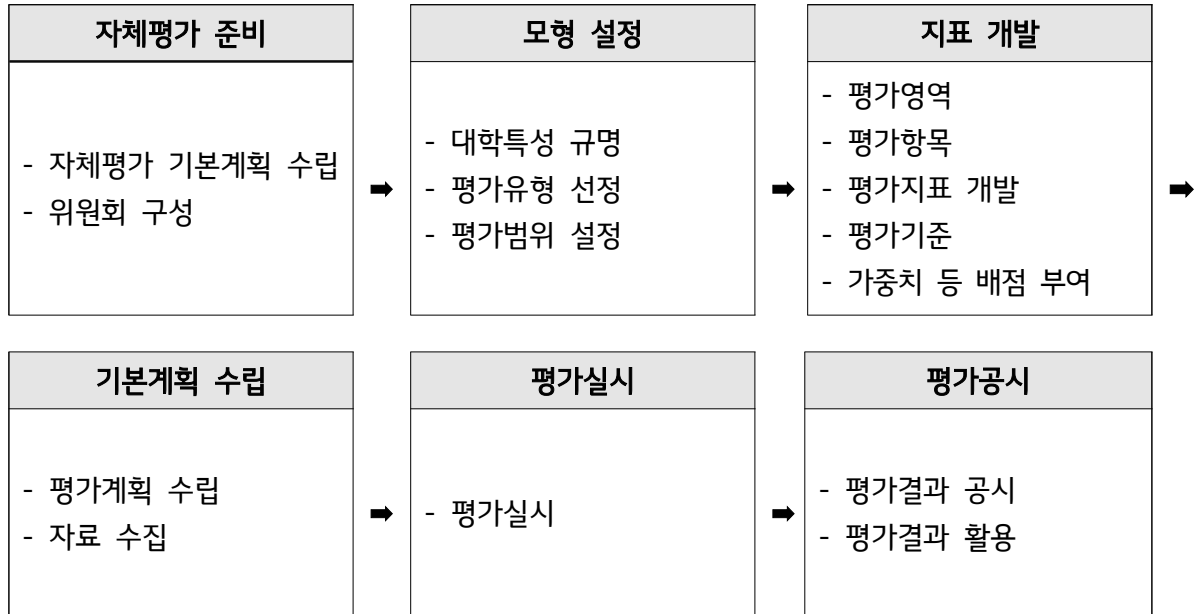 자체평가 준비
- 자체평가 기본계획 수립
- 위원회 구성
➡
모형 설정
- 대학특성 규명
- 평가유형 선정
- 평가범위 설정
➡
지표 개발
- 평가영역
- 평가항목
- 평가지표 개발
- 평가기준
- 가중치 등 배점 부여
➡
기본계획 수립
- 평가계획 수립
- 자료 수집
➡
평가실시
- 평가실시
➡
평가공시
- 평가결과 공시
- 평가결과 활용